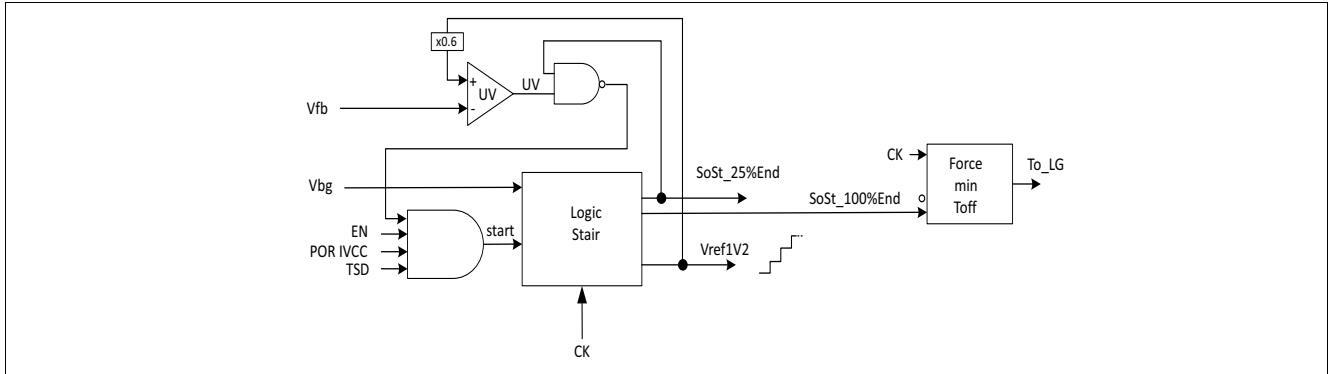 x0.6
+
UV
-
UV
Vfb
Vbg
EN
POR IVCC
TSD
start
Logic
Stair
CK
SoSt_25%End
SoSt_100%End
Vref1V2
CK
Force
min
Toff
To_LG